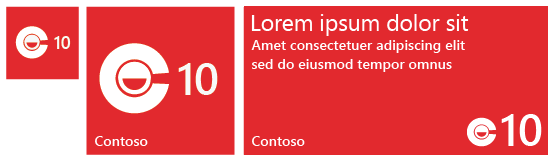 10
10
Contoso
Lorem ipsum dolor sit
Amet consectetuer adipiscing elit
sed do eiusmod tempor omnus
Contoso
10